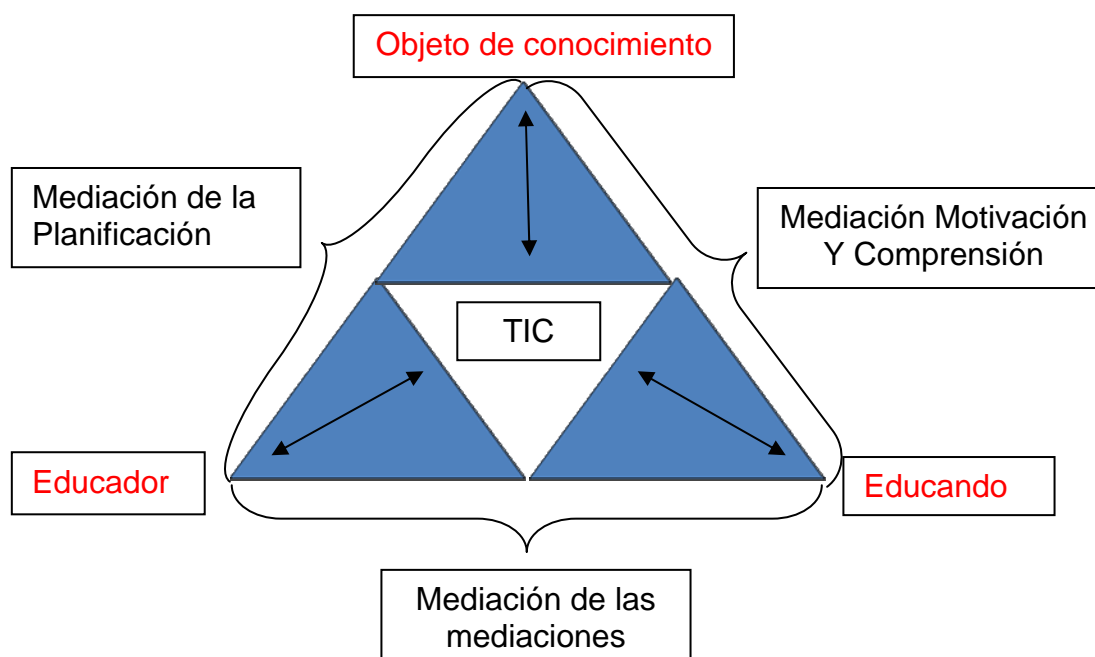 Objeto de conocimiento
Mediación de la
Planificación
Mediación Motivación
Y Comprensión
TIC
Educador
Educando
Mediación de las
mediaciones